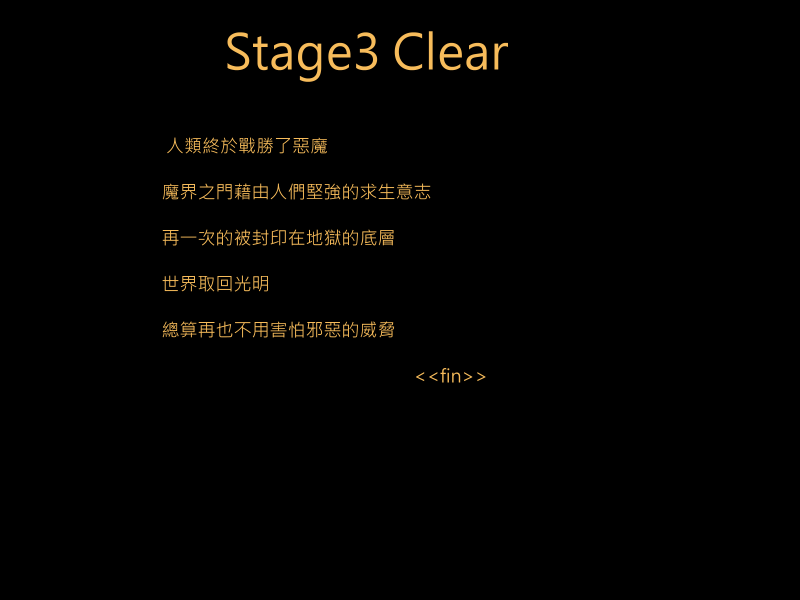 Stage3 Clear
人類終於戰勝了惡魔
魔界之門藉由人們堅強的求生意志
再一次的被封印在地獄的底層
世界取回光明
總算再也不用害怕邪惡的威脅
<<fin>>